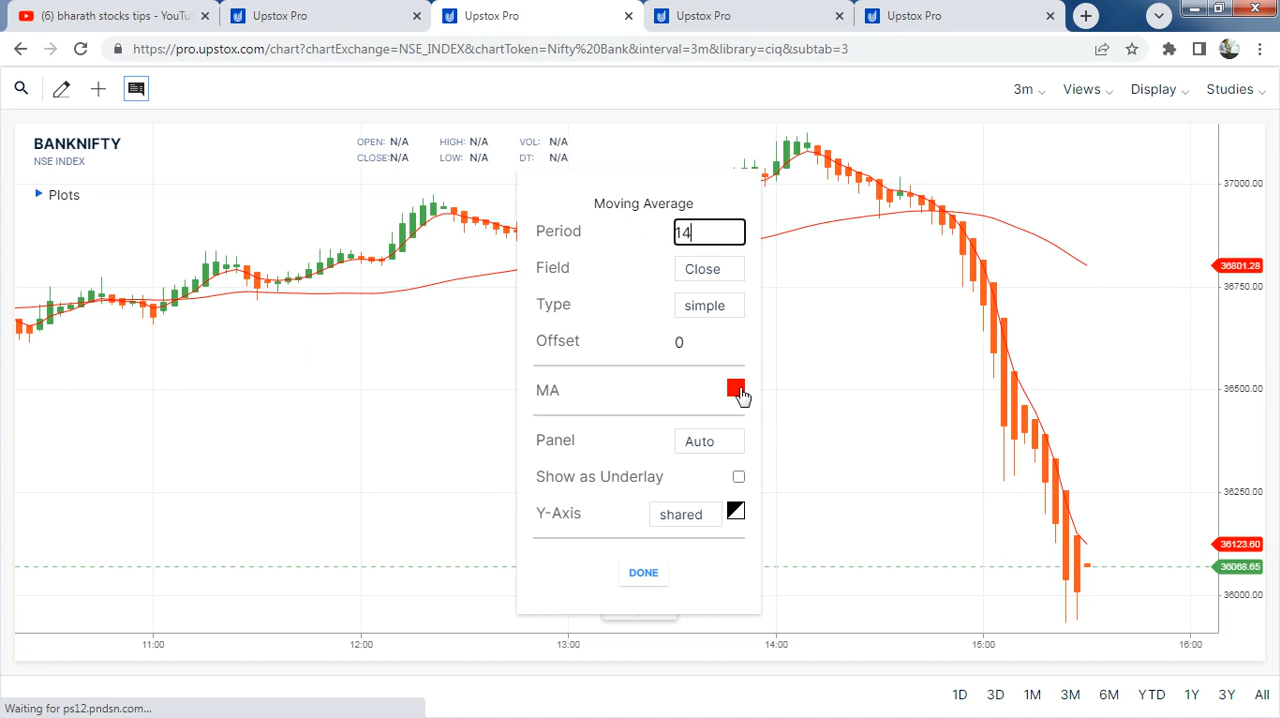 (6) bharath stocks tips - YouTu
Upstox Pro
Upstox Pro
Upstox Pro
Upstox Pro
https://pro.upstox.com/chart?chartExchange=NSE_INDEX&chartToken=Nifty%20Bank&interval=3m&library=ciq&subtab=3
3m
Views
Display
Studies
BANKNIFTY
NSE INDEX
OPEN: N/A HIGH: N/A VOL: N/A
CLOSE:N/A LOW: N/A DT: N/A
Plots
Moving Average
Period 14
Field Close
Type simple
Offset 0
MA
Panel Auto
Show as Underlay
Y-Axis shared
DONE
37000.00
36801.28
36750.00
36500.00
36250.00
36123.60
36068.65
36000.00
11:00 12:00 13:00 14:00 15:00 16:00
1D 3D 1M 3M 6M YTD 1Y 3Y All
Waiting for ps12.pndsn.com...